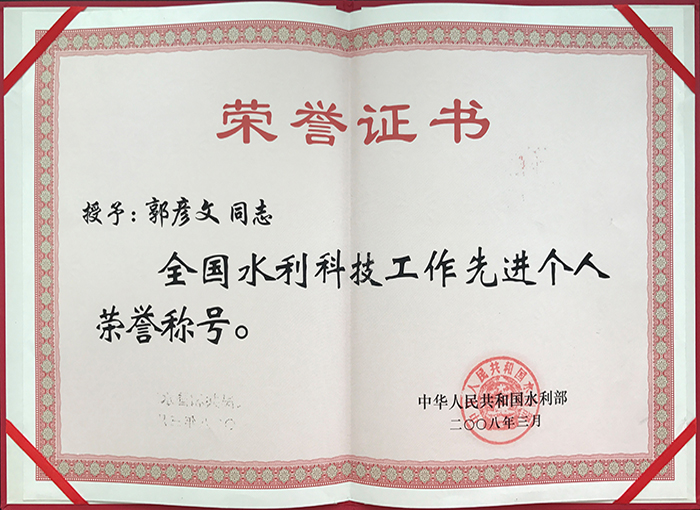 荣誉证书
授予：郭彦文同志
全国水利科技工作先进个人
荣誉称号。
中华人民共和国水利部
二〇〇八年三月